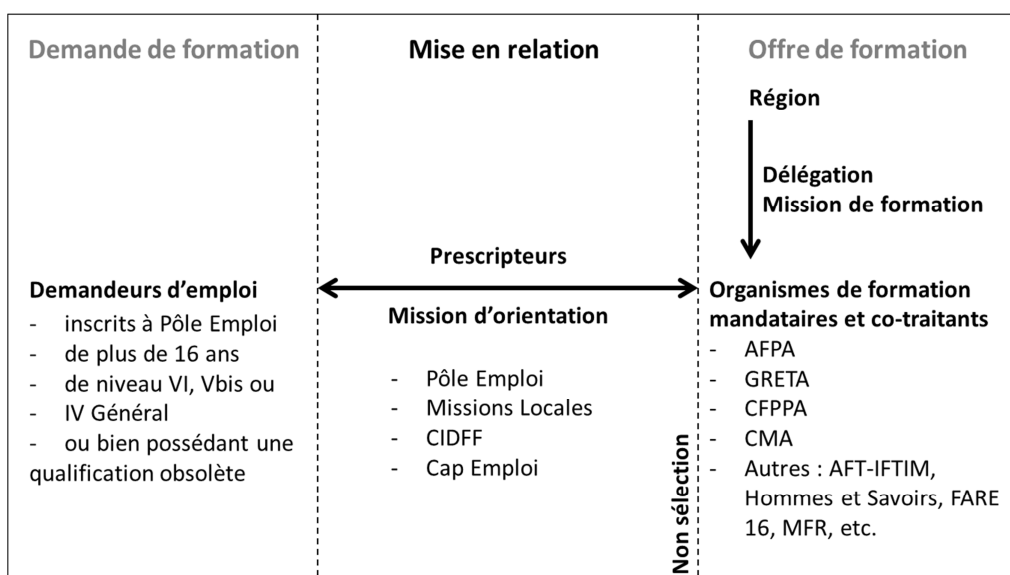 Demande de formation
Mise en relation
Offre de formation
Région
Délégation
Mission de formation
Prescripteurs
Demandeurs d’emploi
- inscrits à Pôle Emploi
- de plus de 16 ans
- de niveau VI, Vbis ou
- IV Général
- ou bien possédant une
qualification obsolète
Mission d’orientation
- Pôle Emploi
- Missions Locales
- CIDFF
- Cap Emploi
Non sélection
Organismes de formation
mandataires et co-traitants
- AFPA
- GRETA
- CFPPA
- CMA
- Autres : AFT-IFTIM,
Hommes et Savoirs, FARE
16, MFR, etc.